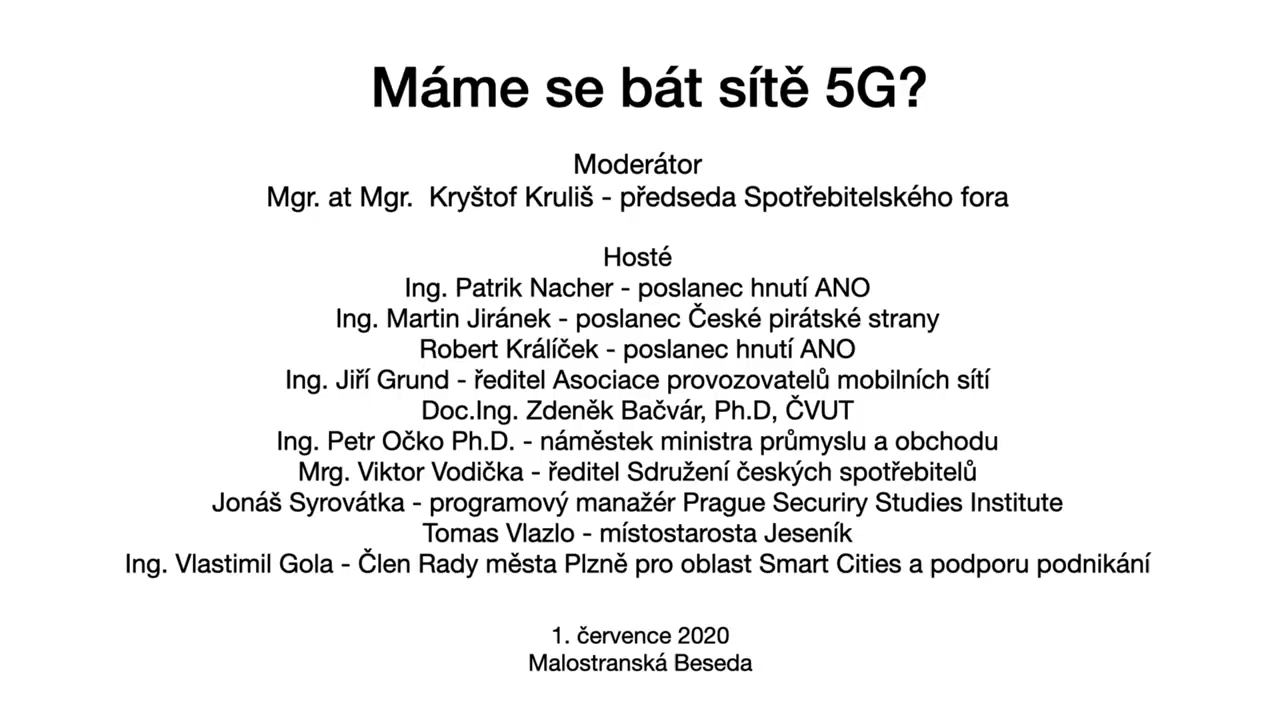 Máme se bát sítě 5G?
Moderátor
Mgr. at Mgr.  Kryštof Kruliš - předseda Spotřebitelského fora
Hosté
Ing. Patrik Nacher - poslanec hnutí ANO
Ing. Martin Jiránek - poslanec České pirátské strany
Robert Králíček - poslanec hnutí ANO
Ing. Jiří Grund - ředitel Asociace provozovatelů mobilních sítí
Doc.Ing. Zdeněk Bačvár, Ph.D, ČVUT
Ing. Petr Očko Ph.D. - náměstek ministra průmyslu a obchodu
Mrg. Viktor Vodička - ředitel Sdružení českých spotřebitelů
Jonáš Syrovátka - programový manažér Prague Securiry Studies Institute
Tomas Vlazlo - místostarosta Jeseník
Ing. Vlastimil Gola - Člen Rady města Plzně pro oblast Smart Cities a podporu podnikání
1. července 2020
Malostranská Beseda